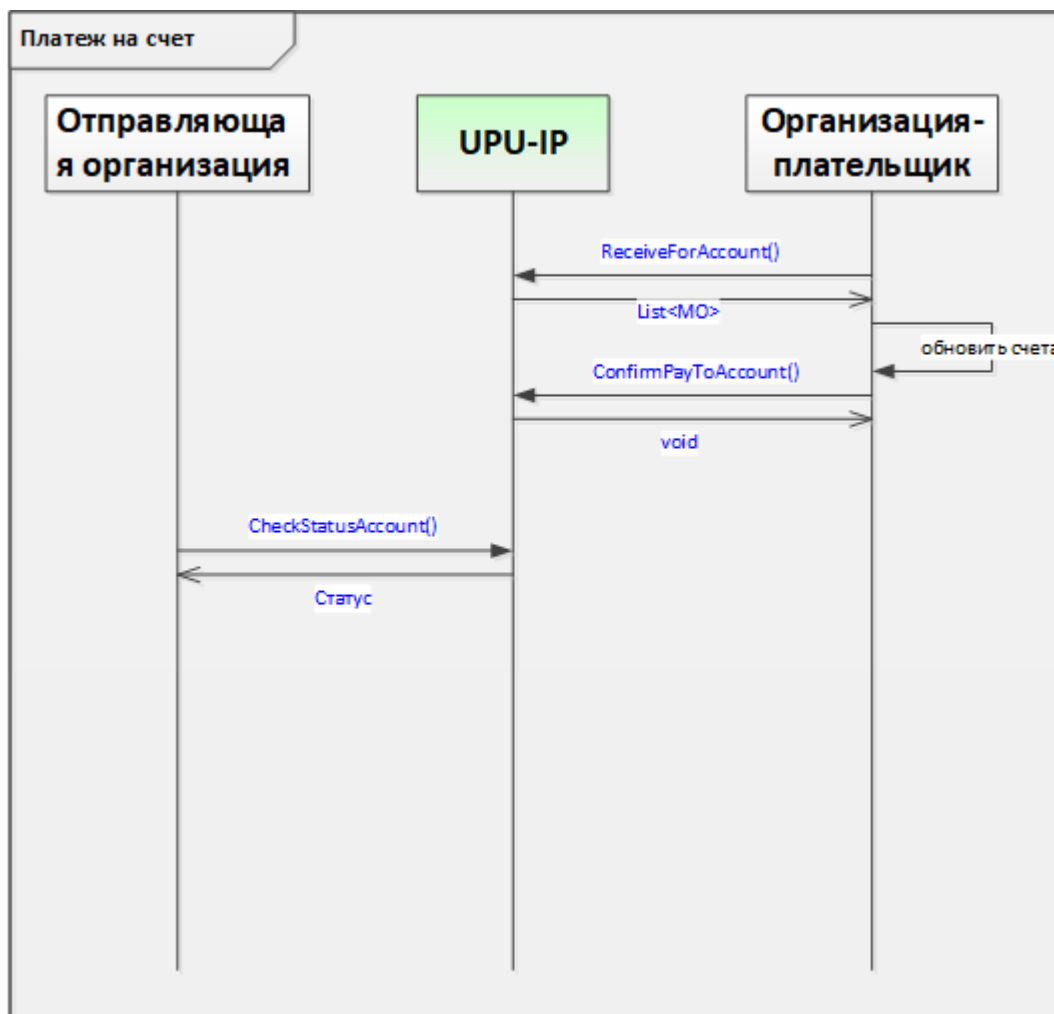 Платеж на счет
Отправляюща
я организация
UPU-IP
Организация-
плательщик
ReceiveForAccount()
List<MO>
обновить счета
ConfirmPayToAccount()
void
CheckStatusAccount()
Статус